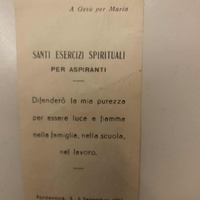 A Gesù per Maria
SANTI ESERCIZI SPIRITUALI
PER ASPIRANTI
Difenderò la mia purezza
per essere luce e fiamma
nella famiglia, nella scuola,
nel lavoro.